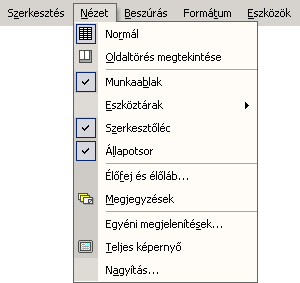 Szerkesztés Nézet Beszúrás Formátum Eszközök
Normál
Oldaltörés megtekintése
Munkaablak
Eszköztárak
Szerkesztőléc
Állapotsor
Élőfej és élőláb...
Megjegyzések
Egyéni megjelenítések...
Teljes képernyő
Nagyítás...